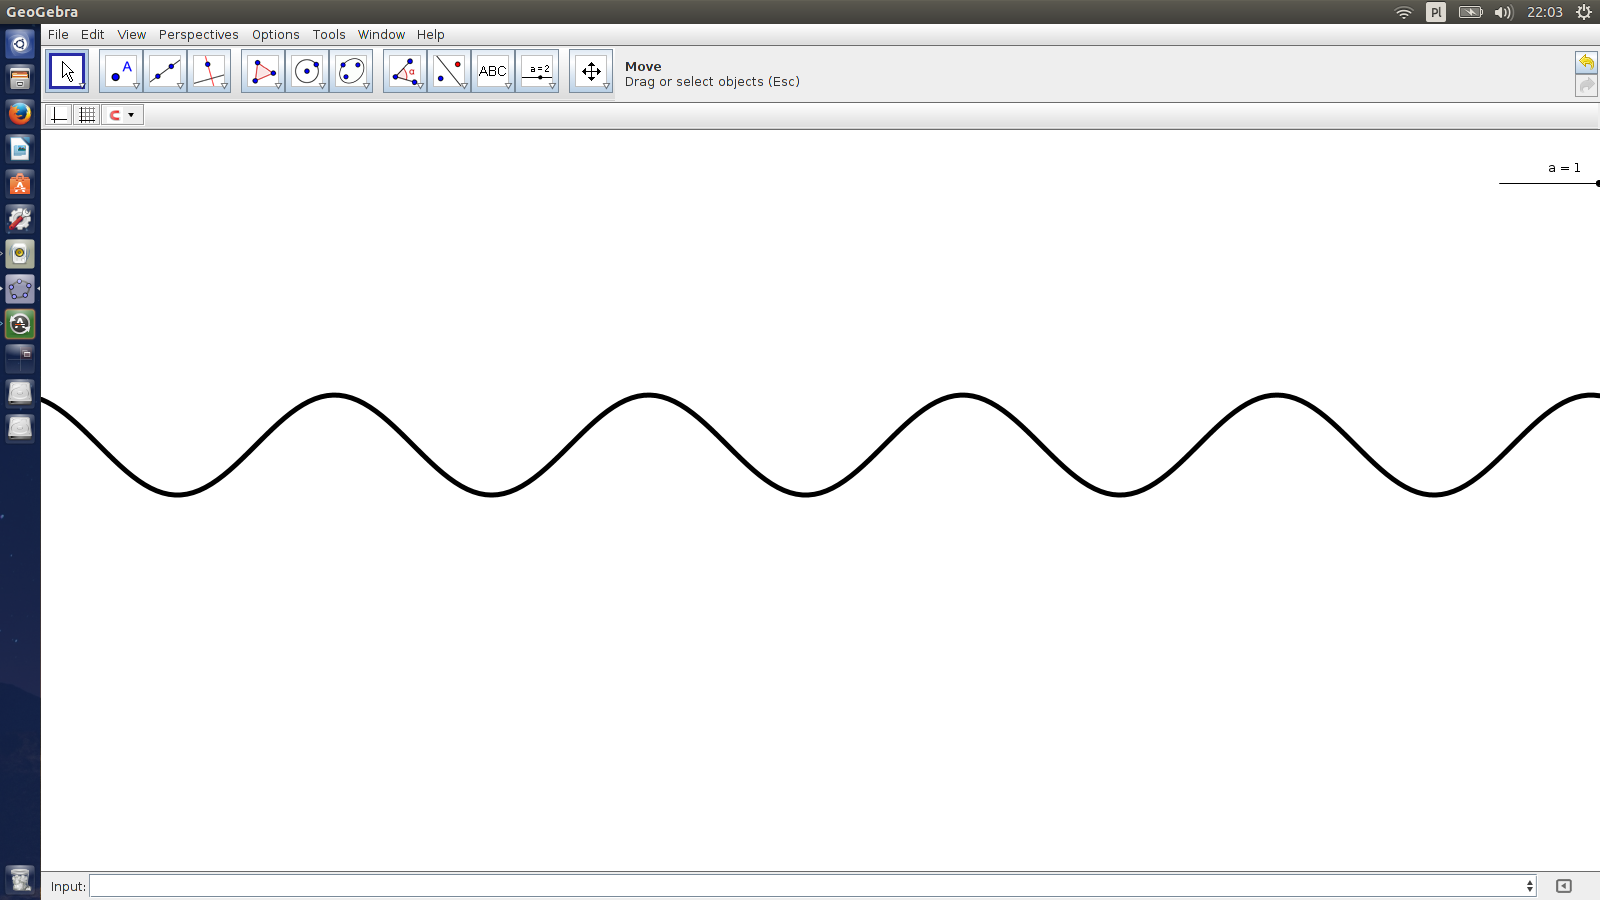 GeoGebra
Pl
22:03
File Edit View Perspectives Options Tools Window Help
A
α
ABC
a = 2
Move
Drag or select objects (Esc)
a = 1
Input: